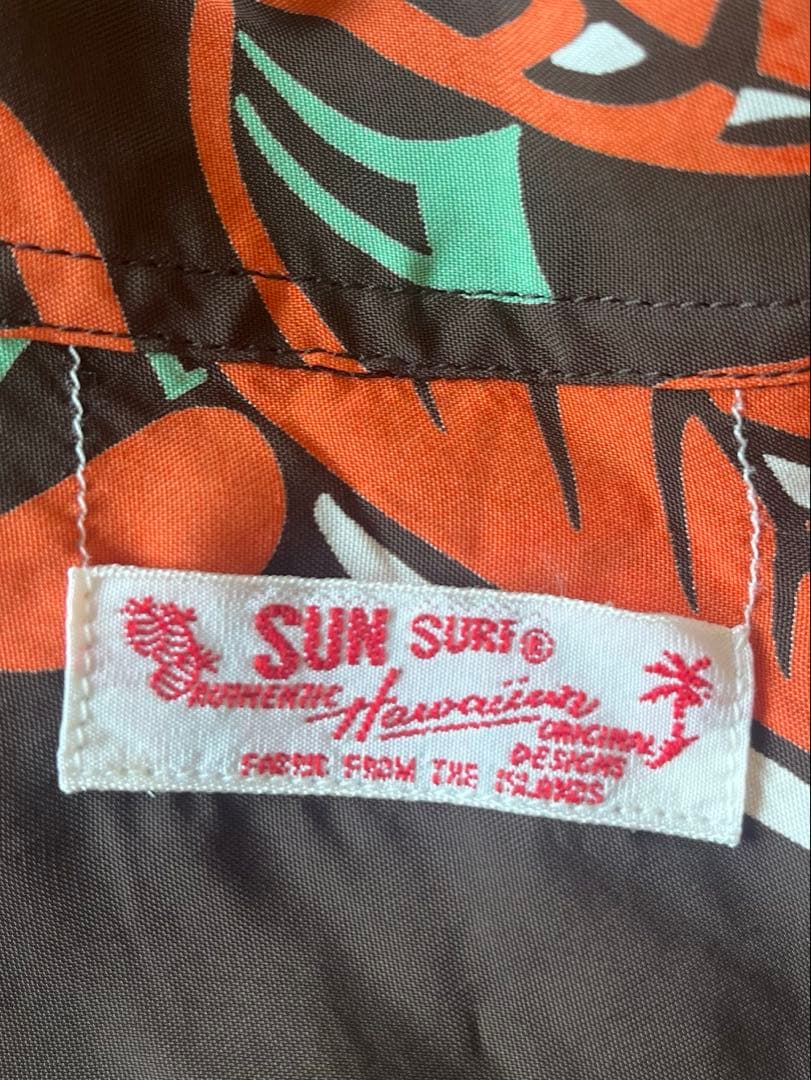 SUN SURF®
AUTHENTIC Hawaiian ORIGINAL
DESIGNS
FABRIC FROM THE ISLANDS